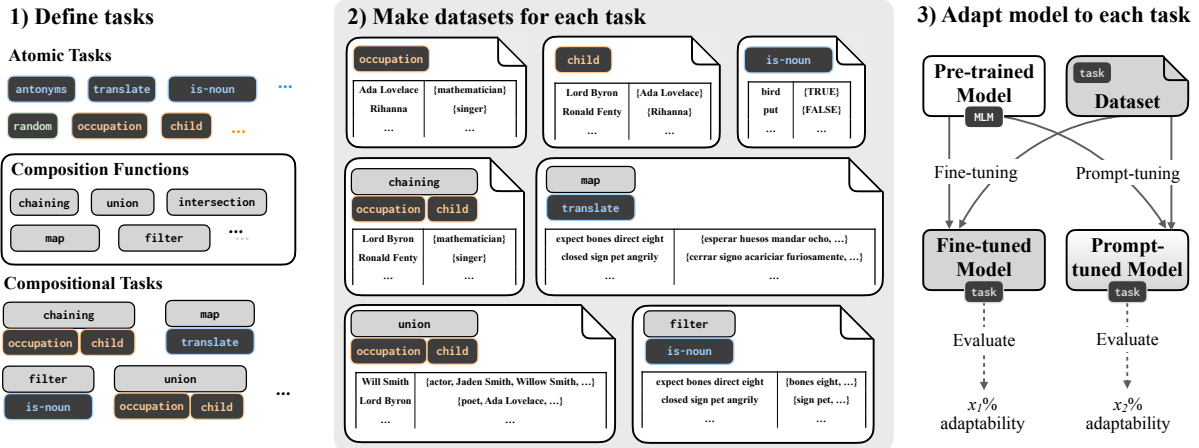 1) Define tasks
Atomic Tasks
antonyms translate is-noun ...
random occupation child ...
Composition Functions
chaining union intersection
map filter ...
...
Compositional Tasks
chaining map
occupation child translate
filter union ...
is-noun occupation child
2) Make datasets for each task
occupation
Ada Lovelace {mathematician}
Rihanna {singer}
... ...
child
Lord Byron {Ada Lovelace}
Ronald Fenty {Rihanna}
... ...
is-noun
bird {TRUE}
put {FALSE}
... ...
chaining
occupation child
Lord Byron {mathematician}
Ronald Fenty {singer}
... ...
map
translate
expect bones direct eight {esperar huesos mandar ocho, ...}
closed sign pet angrily {cerrar signo acariciar furiosamente, ...}
... ...
union
occupation child
Will Smith {actor, Jaden Smith, Willow Smith, ...}
Lord Byron {poet, Ada Lovelace, ...}
... ...
filter
is-noun
expect bones direct eight {bones eight, ...}
closed sign pet angrily {sign pet, ...}
... ...
3) Adapt model to each task
Pre-trained
Model
MLM
task
Dataset
Fine-tuning Prompt-tuning
Fine-tuned
Model
task
Prompt-
tuned Model
task
Evaluate Evaluate
x1% x2%
adaptability adaptability